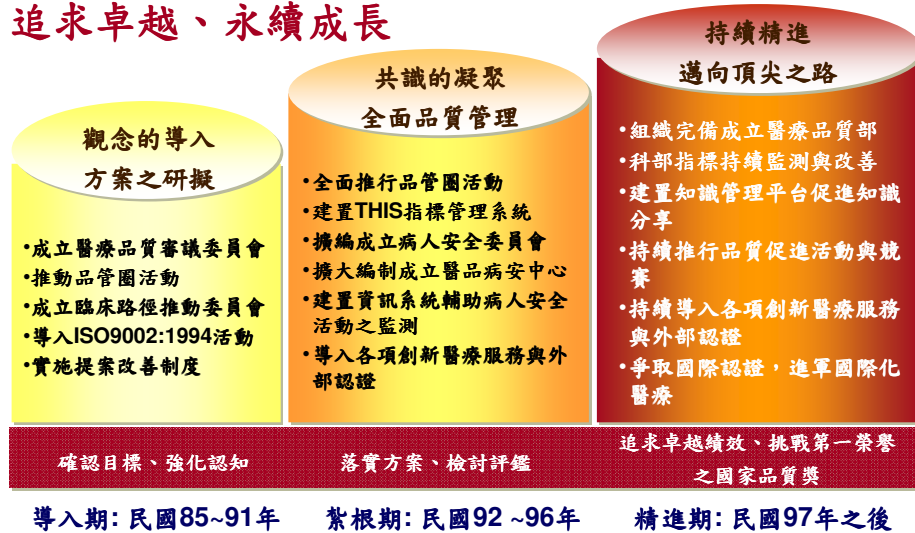 追求卓越、永續成長
觀念的導入
方案之研擬
•成立醫療品質審議委員會
•推動品管圈活動
•成立臨床路徑推動委員會
•導入ISO9002:1994活動
•實施提案改善制度
確認目標、強化認知
導入期: 民國85~91年
共識的凝聚
全面品質管理
•全面推行品管圈活動
•建置THIS指標管理系統
•擴編成立病人安全委員會
•擴大編制成立醫品病安中心
•建置資訊系統輔助病人安全
活動之監測
•導入各項創新醫療服務與外
部認證
落實方案、檢討評鑑
紮根期: 民國92 ~96年
持續精進
邁向頂尖之路
•組織完備成立醫療品質部
•科部指標持續監測與改善
•建置知識管理平台促進知識
分享
•持續推行品質促進活動與競
賽
•持續導入各項創新醫療服務
與外部認證
•爭取國際認證，進軍國際化
醫療
追求卓越績效、挑戰第一榮譽
之國家品質獎
精進期: 民國97年之後